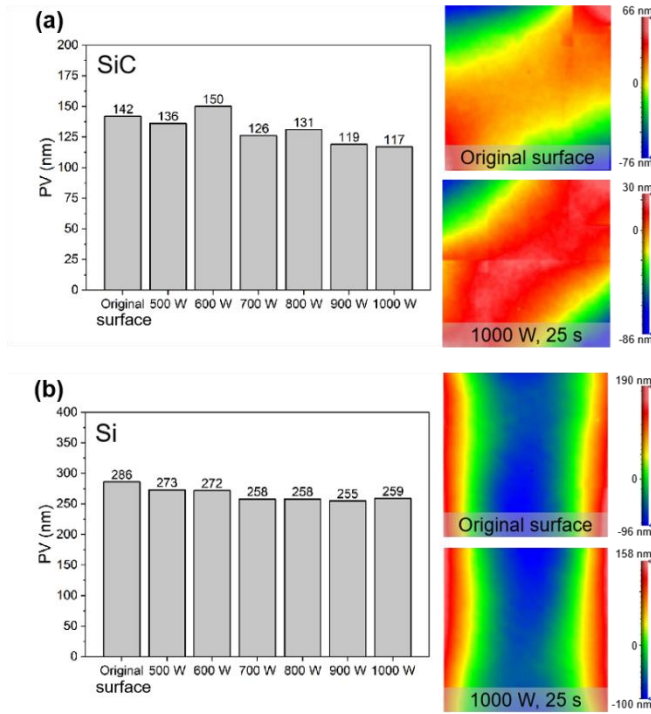 (a)
SiC
PV (nm)
200
175
150
125
100
75
50
25
0
142
136
150
126
131
119
117
Original surface
500 W
600 W
700 W
800 W
900 W
1000 W
66 nm
0
-76 nm
Original surface
30 nm
0
-86 nm
1000 W, 25 s
(b)
Si
PV (nm)
400
350
300
250
200
150
100
50
0
286
273
272
258
258
255
259
Original surface
500 W
600 W
700 W
800 W
900 W
1000 W
190 nm
0
-96 nm
Original surface
158 nm
0
-100 nm
1000 W, 25 s